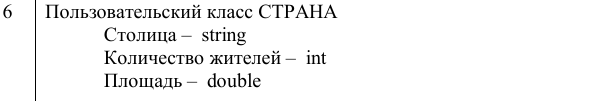 6 Пользовательский класс СТРАНА
Столица – string
Количество жителей – int
Площадь – double